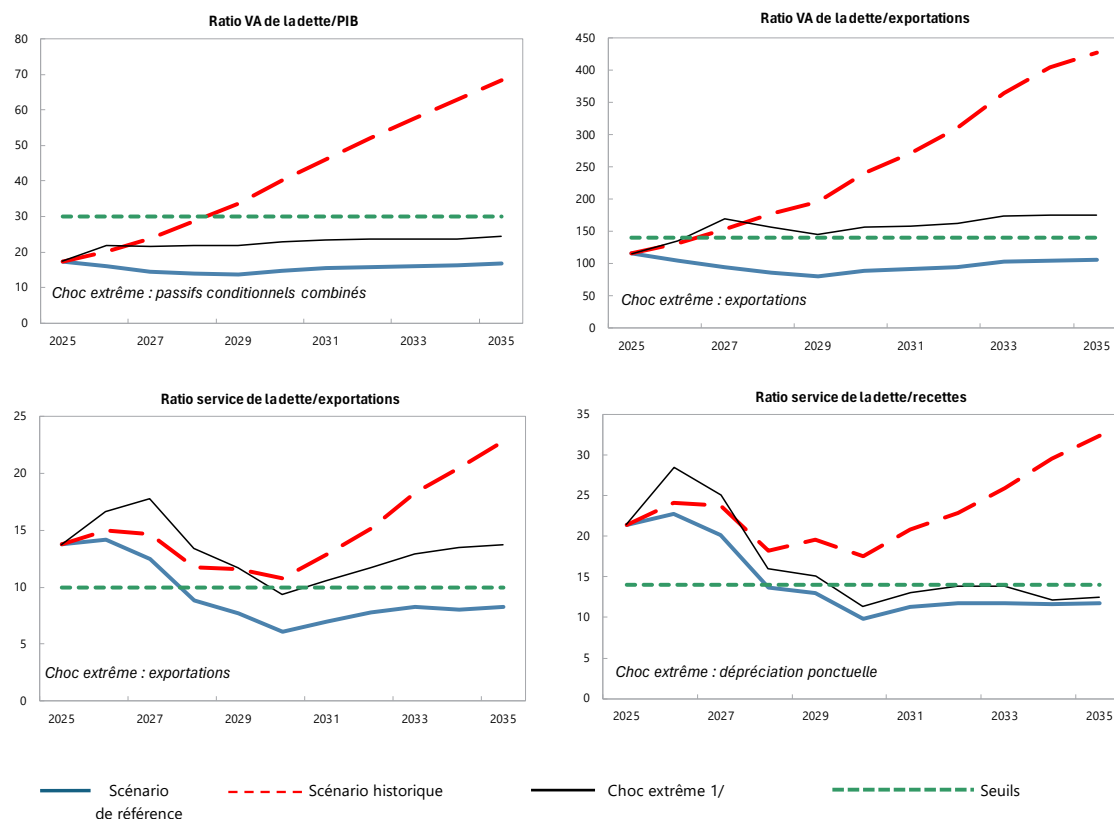 Ratio VA de la dette/PIB
80
70
60
50
40
30
20
10
0
Choc extrême : passifs conditionnels combinés
2025 2027 2029 2031 2033 2035
Ratio VA de la dette/exportations
450
400
350
300
250
200
150
100
50
0
Choc extrême : exportations
2025 2027 2029 2031 2033 2035
Ratio service de la dette/exportations
25
20
15
10
5
0
Choc extrême : exportations
2025 2027 2029 2031 2033 2035
Ratio service de la dette/recettes
35
30
25
20
15
10
5
0
Choc extrême : dépréciation ponctuelle
2025 2027 2029 2031 2033 2035
Scénario
de référence
Scénario historique
Choc extrême 1/
Seuils